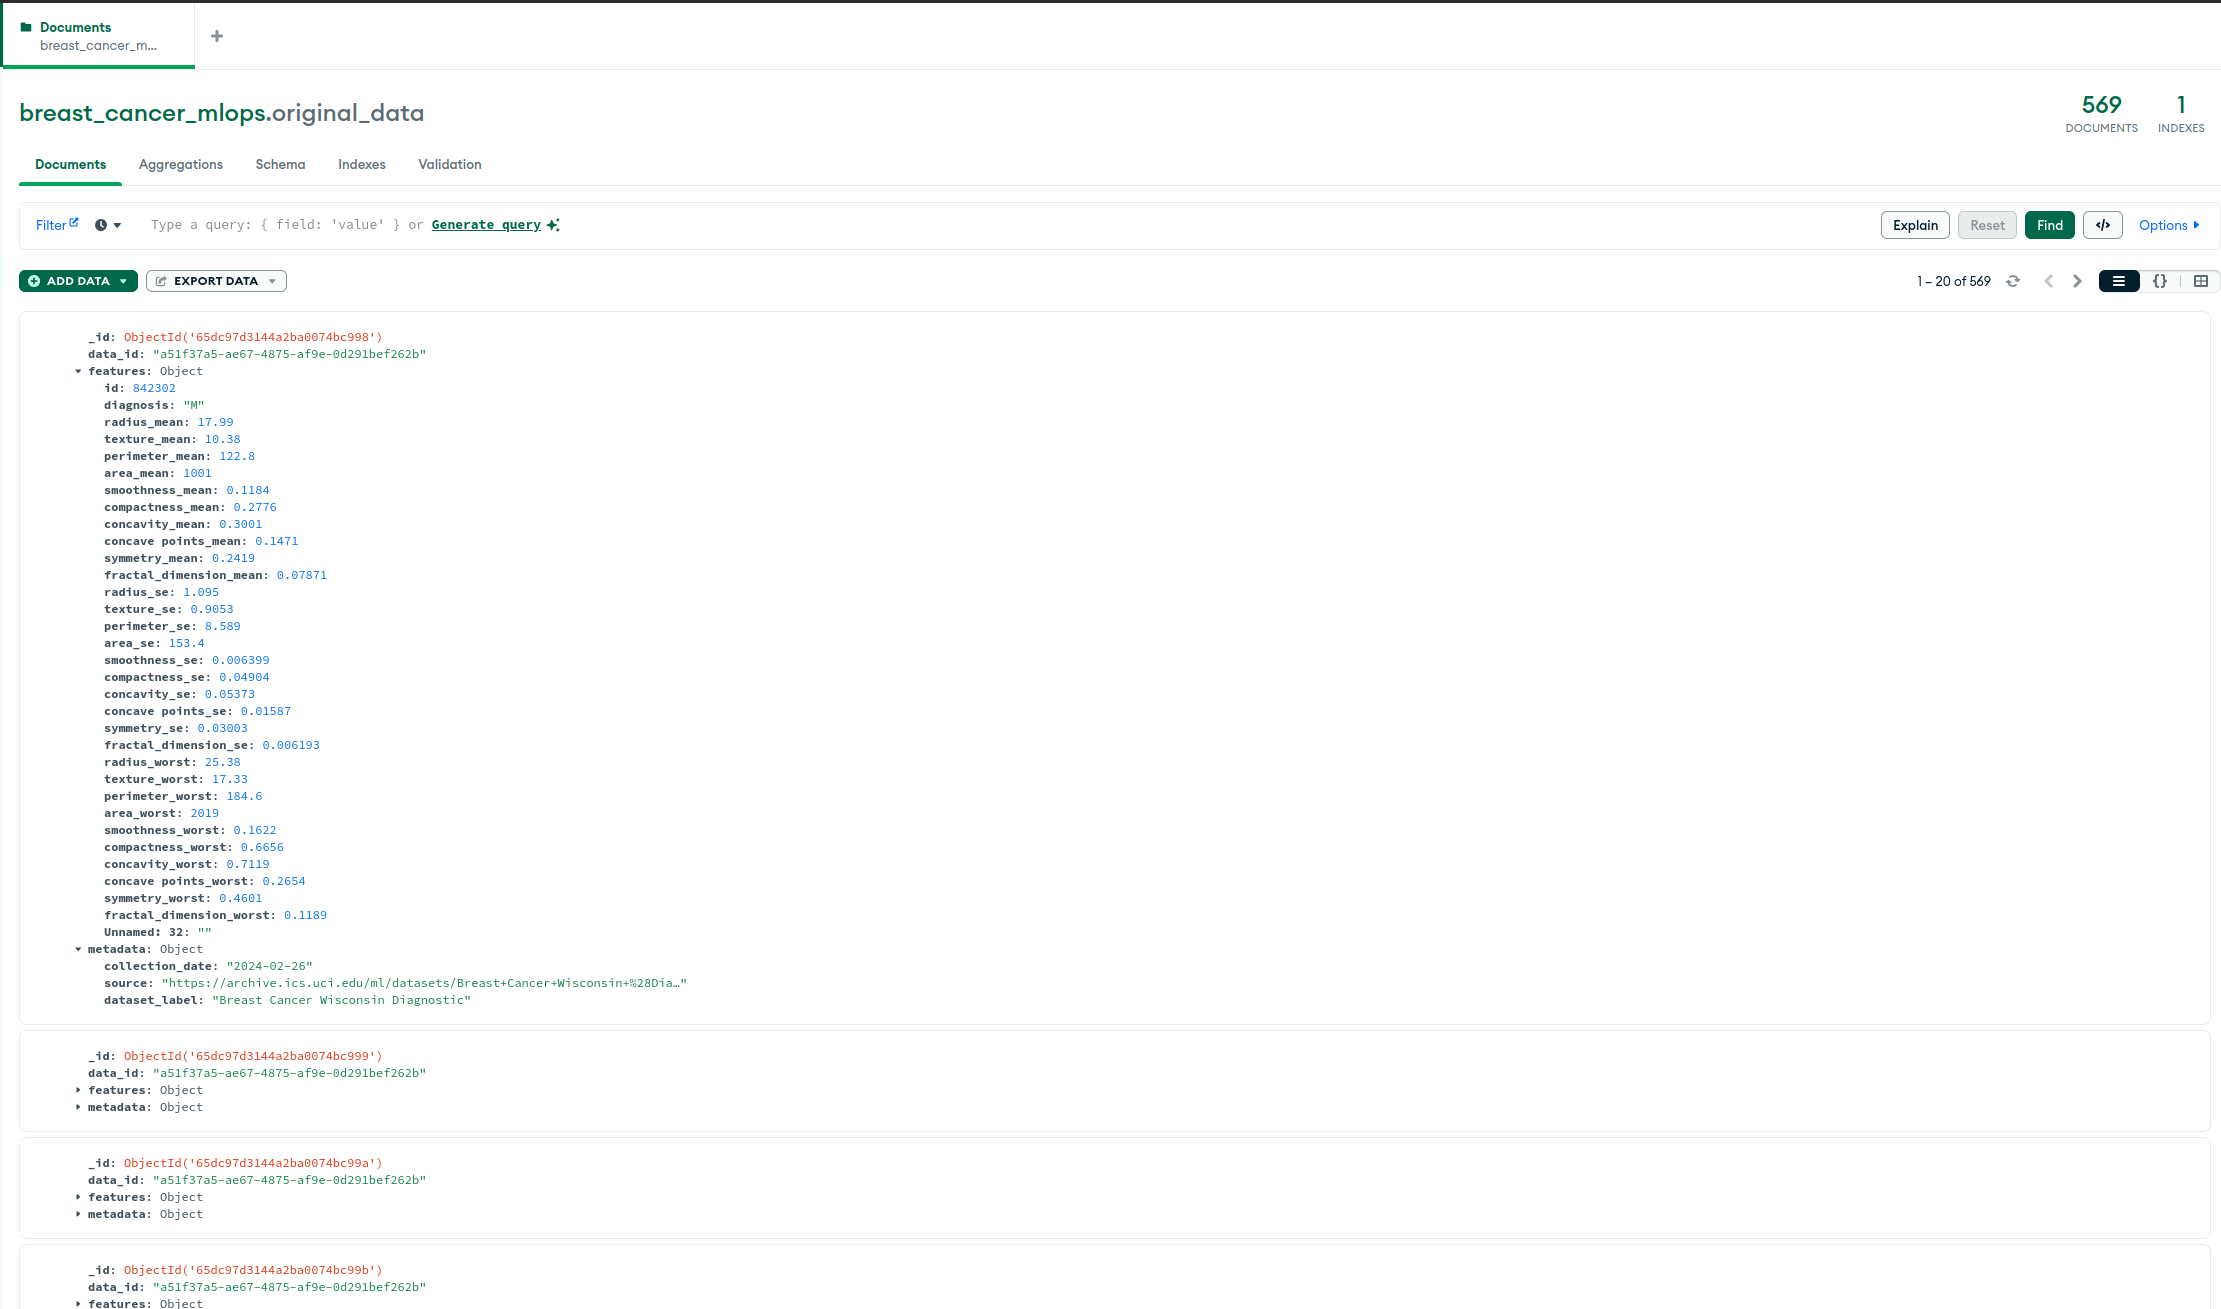 Documents
breast_cancer_m...
breast_cancer_mlops.original_data
569
DOCUMENTS
1
INDEXES
Documents Aggregations Schema Indexes Validation
Filter Type a query: { field: 'value' } or Generate query Explain Reset Find </> Options
ADD DATA EXPORT DATA 1 – 20 of 569 {}
_id: ObjectId('65dc97d3144a2ba0074bc998')
data_id: "a51f37a5-ae67-4875-af9e-0d291bef262b"
features: Object
id: 842302
diagnosis: "M"
radius_mean: 17.99
texture_mean: 10.38
perimeter_mean: 122.8
area_mean: 1001
smoothness_mean: 0.1184
compactness_mean: 0.2776
concavity_mean: 0.3001
concave points_mean: 0.1471
symmetry_mean: 0.2419
fractal_dimension_mean: 0.07871
radius_se: 1.095
texture_se: 0.9053
perimeter_se: 8.589
area_se: 153.4
smoothness_se: 0.006399
compactness_se: 0.04904
concavity_se: 0.05373
concave points_se: 0.01587
symmetry_se: 0.03003
fractal_dimension_se: 0.006193
radius_worst: 25.38
texture_worst: 17.33
perimeter_worst: 184.6
area_worst: 2019
smoothness_worst: 0.1622
compactness_worst: 0.6656
concavity_worst: 0.7119
concave points_worst: 0.2654
symmetry_worst: 0.4601
fractal_dimension_worst: 0.1189
Unnamed: 32: ""
metadata: Object
collection_date: "2024-02-26"
source: "https://archive.ics.uci.edu/ml/datasets/Breast+Cancer+Wisconsin+%28Dia…"
dataset_label: "Breast Cancer Wisconsin Diagnostic"
_id: ObjectId('65dc97d3144a2ba0074bc999')
data_id: "a51f37a5-ae67-4875-af9e-0d291bef262b"
features: Object
metadata: Object
_id: ObjectId('65dc97d3144a2ba0074bc99a')
data_id: "a51f37a5-ae67-4875-af9e-0d291bef262b"
features: Object
metadata: Object
_id: ObjectId('65dc97d3144a2ba0074bc99b')
data_id: "a51f37a5-ae67-4875-af9e-0d291bef262b"
features: Object